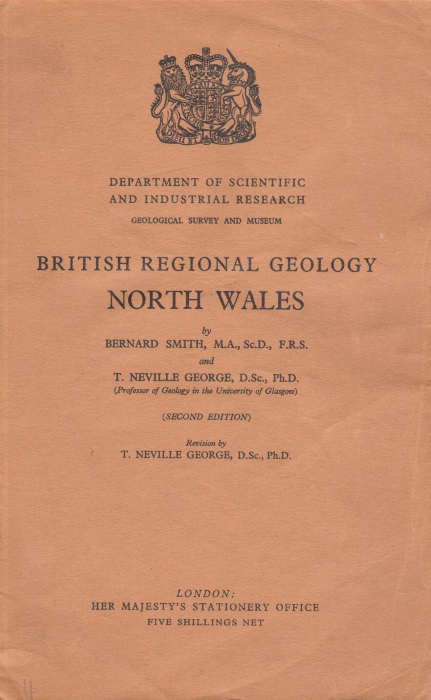 DEPARTMENT OF SCIENTIFIC
AND INDUSTRIAL RESEARCH
GEOLOGICAL SURVEY AND MUSEUM
BRITISH REGIONAL GEOLOGY
NORTH WALES
by
BERNARD SMITH, M.A., Sc.D., F.R.S.
and
T. NEVILLE GEORGE, D.Sc., Ph.D.
(Professor of Geology in the University of Glasgow)
(SECOND EDITION)
Revision by
T. NEVILLE GEORGE, D.Sc., Ph.D.
LONDON:
HER MAJESTY'S STATIONERY OFFICE
FIVE SHILLINGS NET